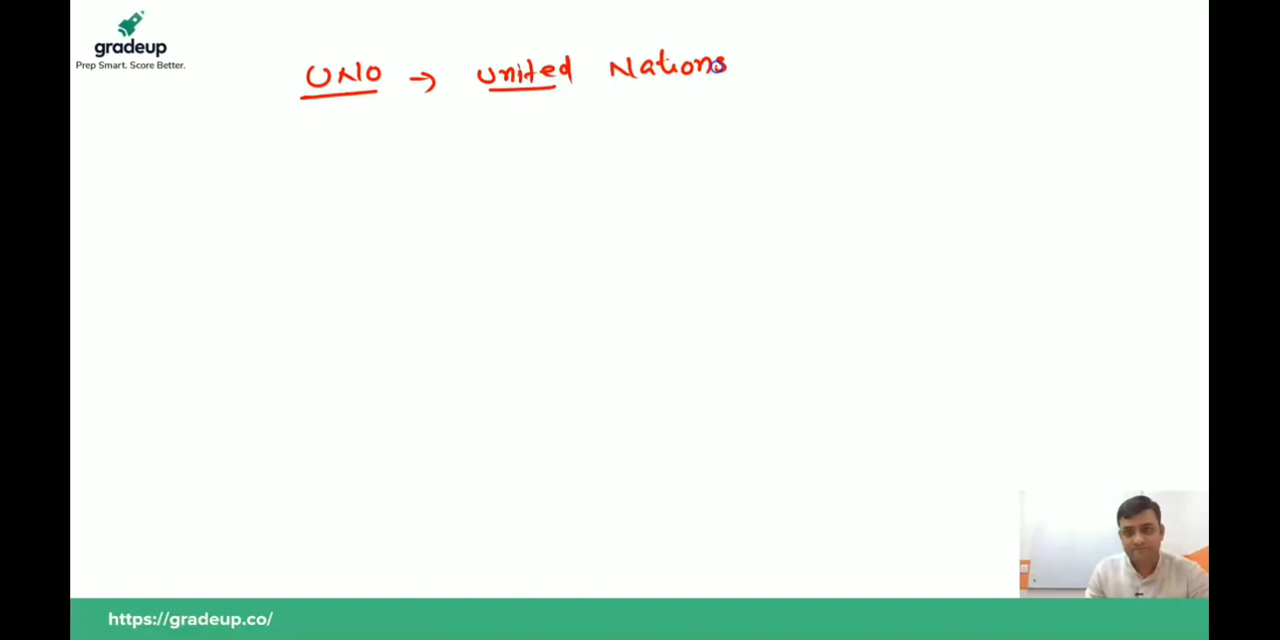 gradeup
Prep Smart. Score Better.
UNO → United Nations
https://gradeup.co/